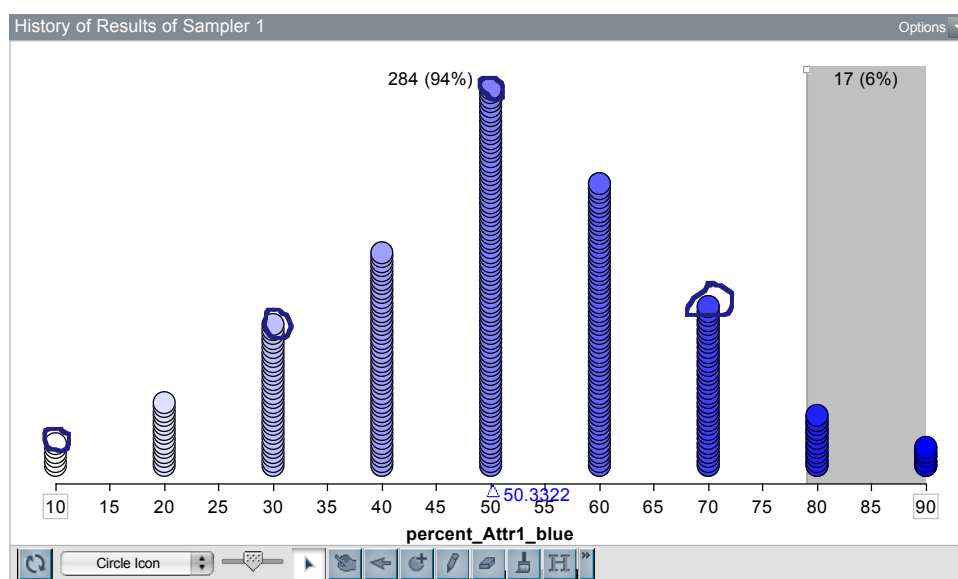 History of Results of Sampler 1 Options
284 (94%) 17 (6%)
10 15 20 25 30 35 40 45 50 55 60 65 70 75 80 85 90
50.3322
percent_Attr1_blue
Circle Icon H »